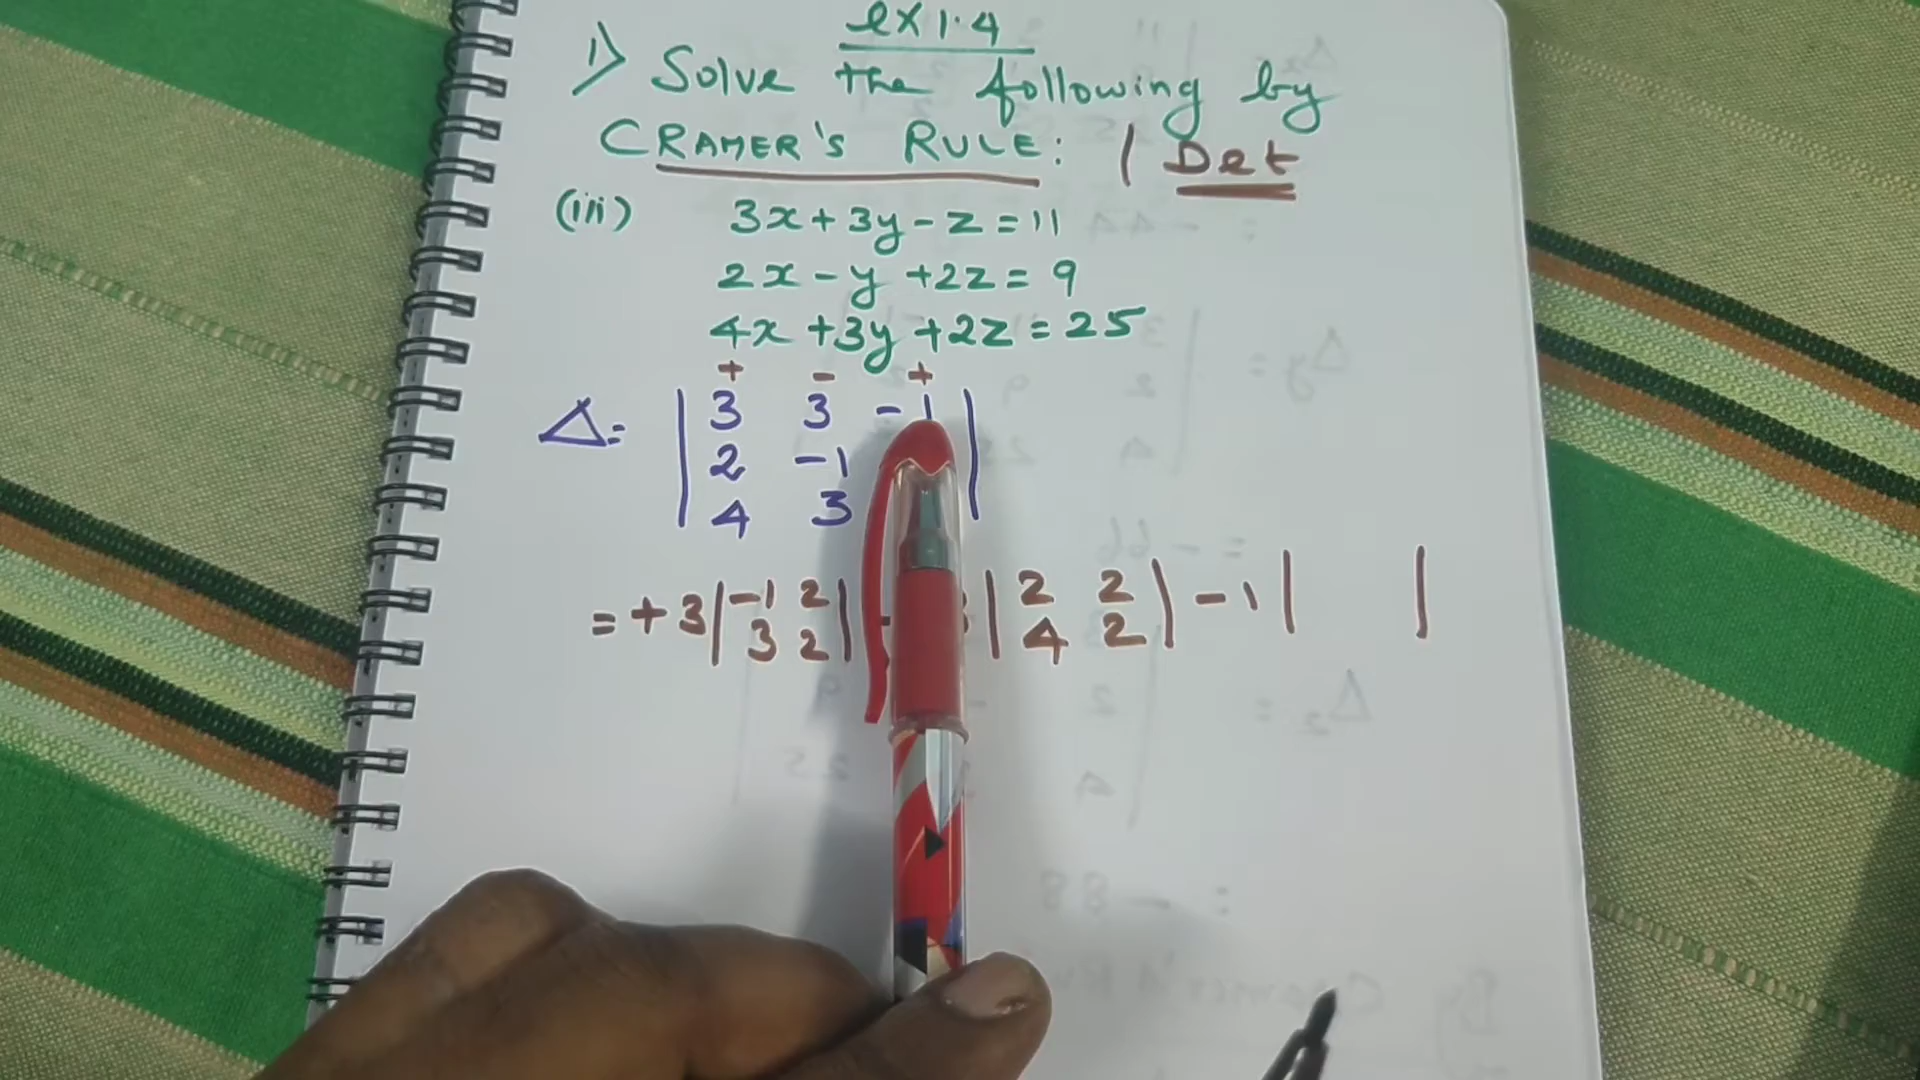 ex 1.4
1) Solve the following by
CRAMER'S RULE: | Det
(iii) 3x+3y-z=11
2x-y+2z=9
4x+3y+2z=25
+ - +
Δ= | 3 3 -1 |
| 2 -1 |
| 4 3 |
= +3 | -1 2 | - | 2 2 | -1 | |
| 3 2 | | 4 2 |